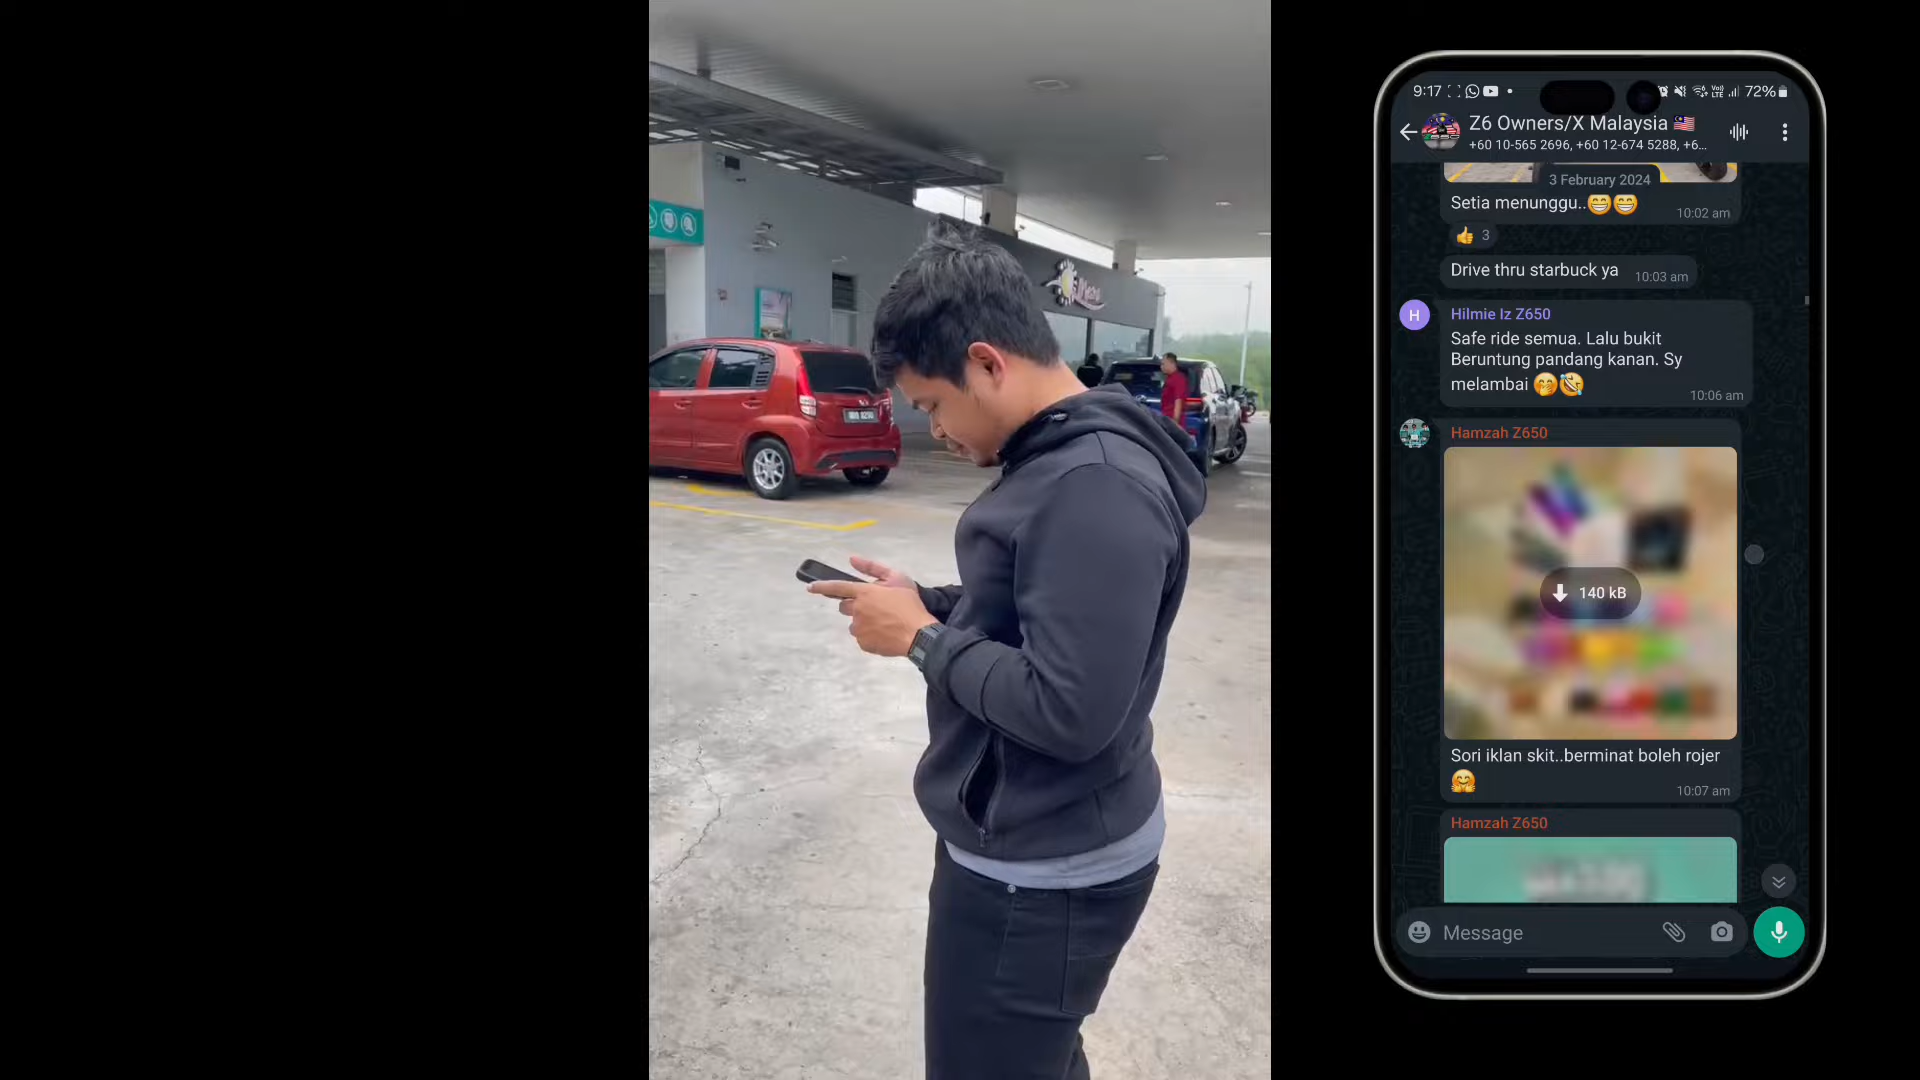 Mesra
9:17
72%
Z6 Owners/X Malaysia 🇲🇾
+60 10-565 2696, +60 12-674 5288, +6...
3 February 2024
Setia menunggu..😁😁
10:02 am
👍 3
Drive thru starbuck ya
10:03 am
H
Hilmie Iz Z650
Safe ride semua. Lalu bukit
Beruntung pandang kanan. Sy
melambai 🤭🤣
10:06 am
Hamzah Z650
140 kB
Sori iklan skit..berminat boleh rojer
🤗
10:07 am
Hamzah Z650
Message